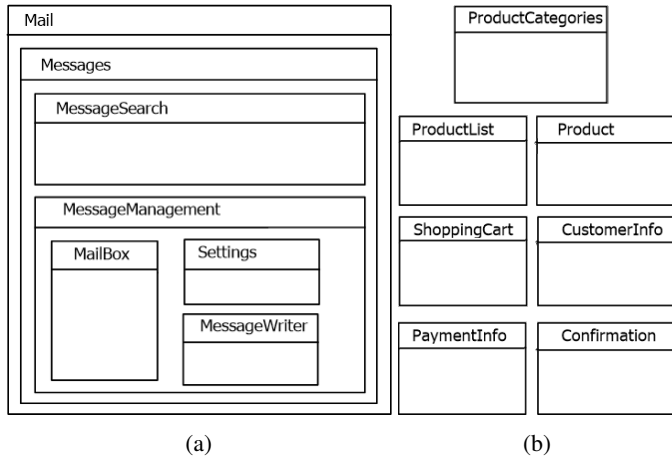 Mail
Messages
MessageSearch
MessageManagement
MailBox
Settings
MessageWriter
(a)
ProductCategories
ProductList
Product
ShoppingCart
CustomerInfo
PaymentInfo
Confirmation
(b)